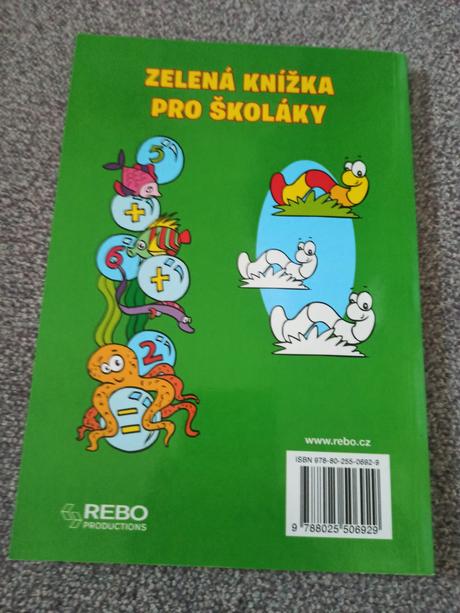 ZELENÁ KNÍŽKA
PRO ŠKOLÁKY
5
+
6
+
2
=
www.rebo.cz
ISBN 978-80-255-0692-9
9 788025 506929
REBO
PRODUCTIONS